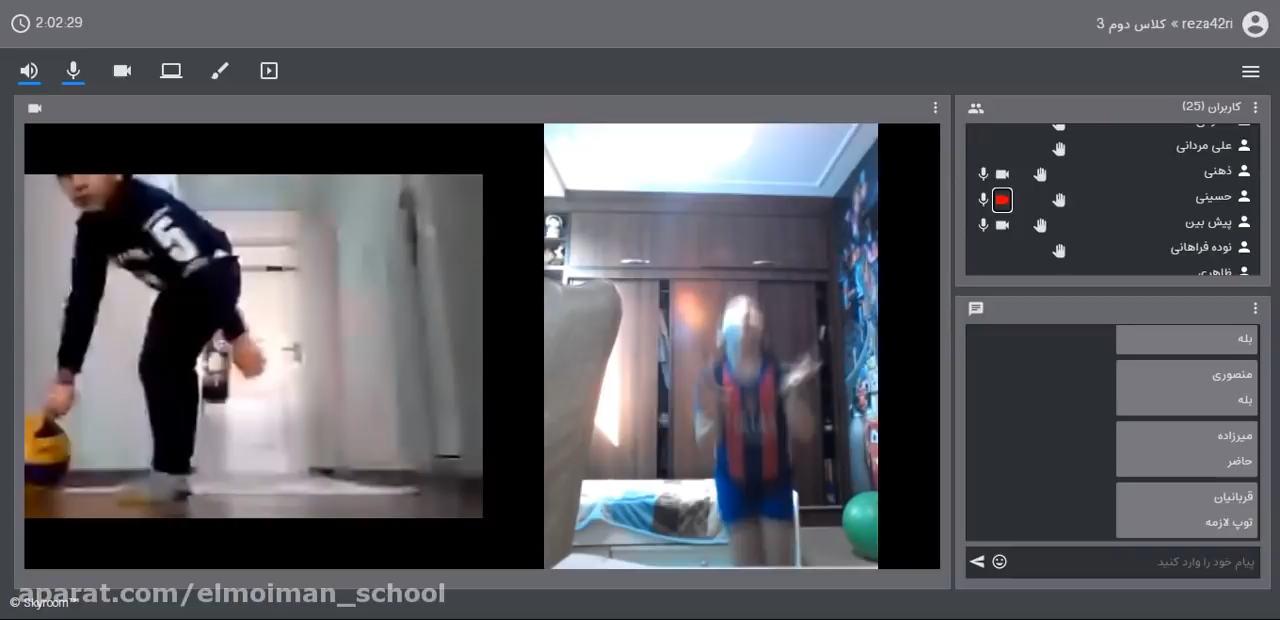 2:02:29
reza42ri » کلاس دوم 3
کاربران (25)
علی مردانی
ذهنی
حسینی
پیش بین
نوده فراهانی
بله
منصوری
بله
میرزاده
حاضر
قربانیان
توپ لازمه
پیام خود را وارد کنید
5
aparat.com/elmoiman_school
© Skyroom™